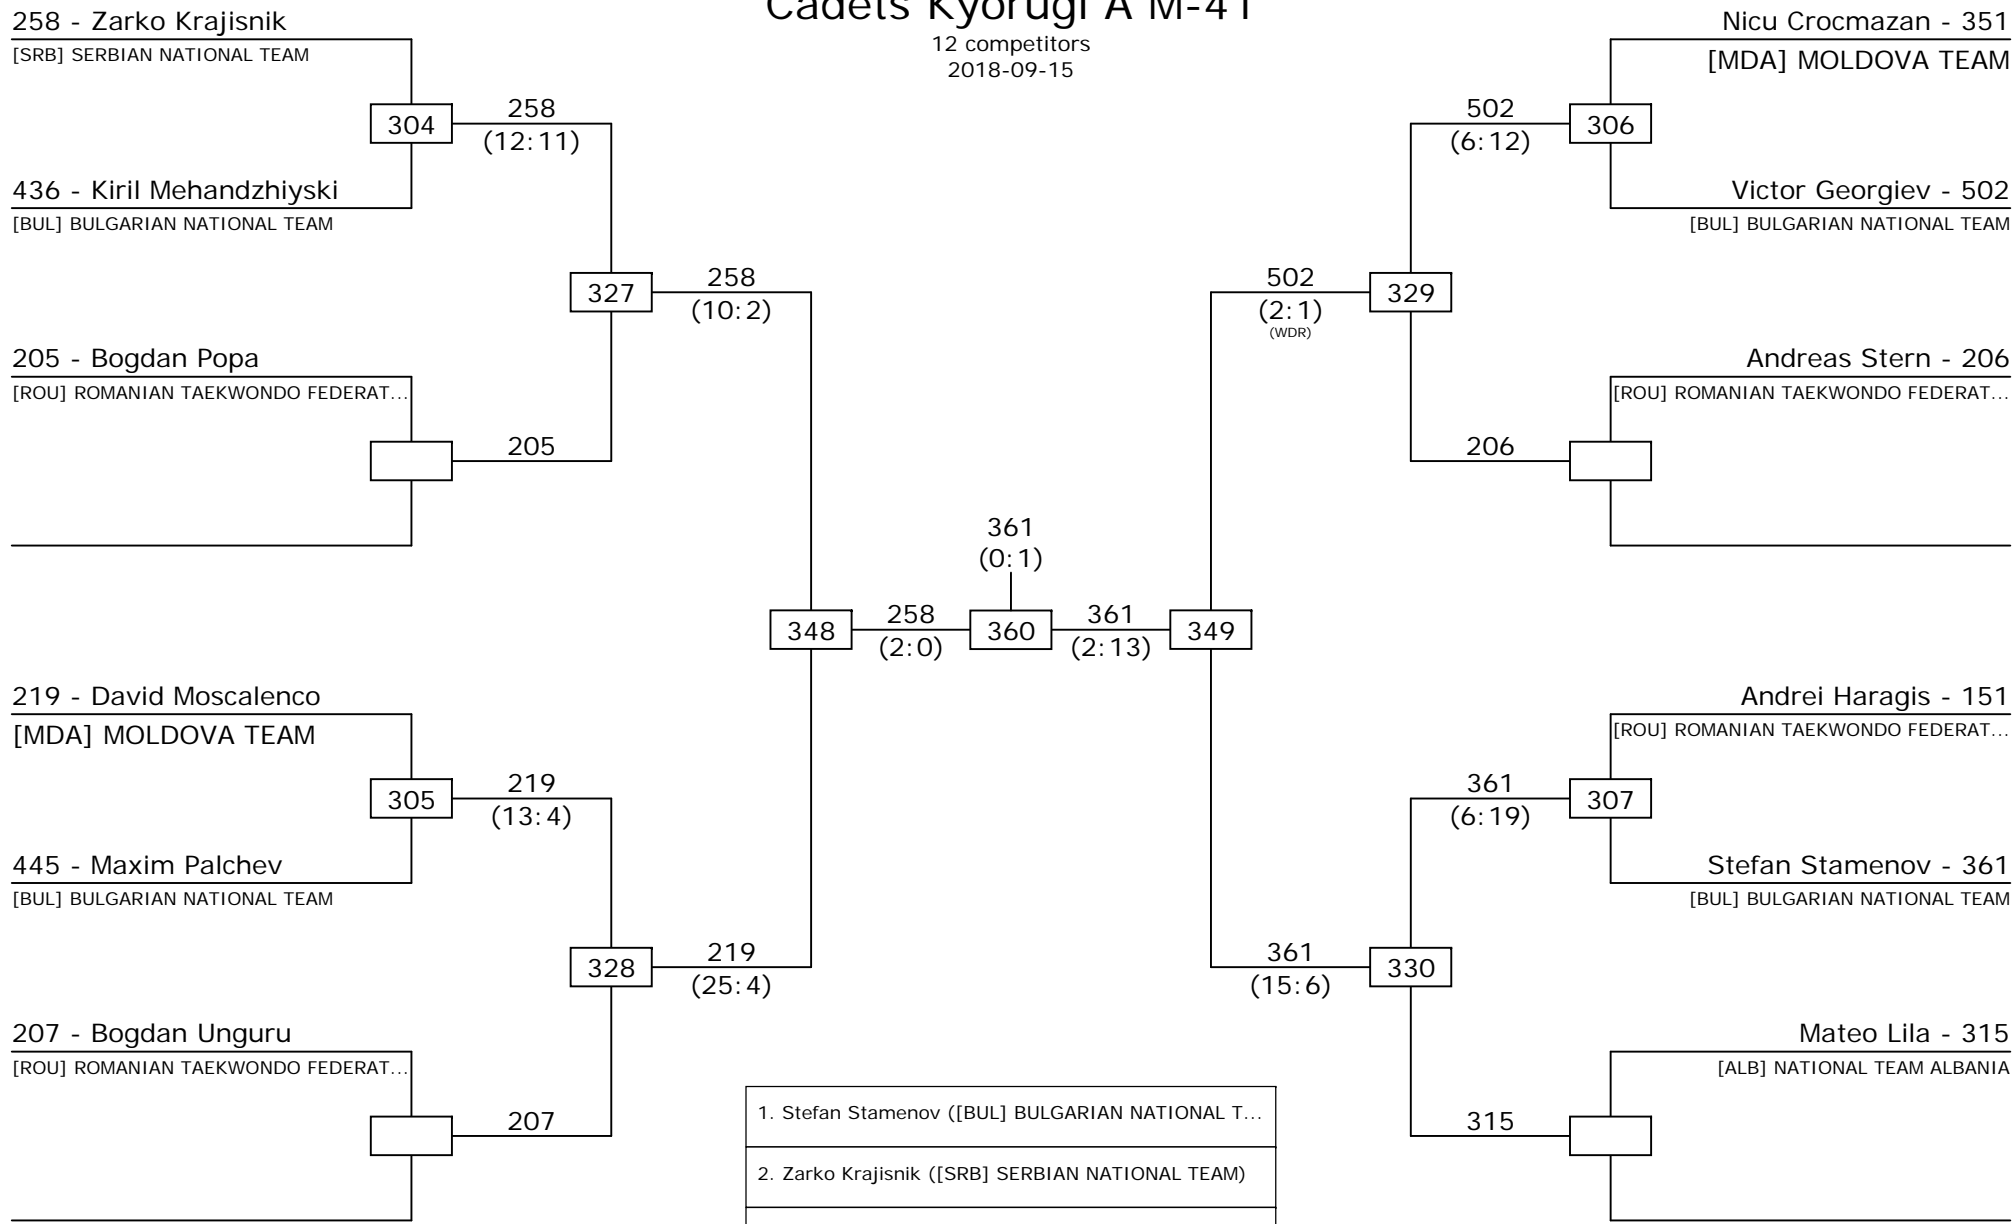 Cadets Kyorugi A M-41
12 competitors
2018-09-15
258 - Zarko Krajisnik
[SRB] SERBIAN NATIONAL TEAM
304
258
(12:11)
436 - Kiril Mehandzhiyski
[BUL] BULGARIAN NATIONAL TEAM
327
258
(10:2)
205 - Bogdan Popa
[ROU] ROMANIAN TAEKWONDO FEDERAT...
205
219 - David Moscalenco
[MDA] MOLDOVA TEAM
305
219
(13:4)
445 - Maxim Palchev
[BUL] BULGARIAN NATIONAL TEAM
328
219
(25:4)
207 - Bogdan Unguru
[ROU] ROMANIAN TAEKWONDO FEDERAT...
207
348
258
(2:0)
361
(0:1)
360
361
(2:13)
349
Nicu Crocmazan - 351
[MDA] MOLDOVA TEAM
502
(6:12)
306
Victor Georgiev - 502
[BUL] BULGARIAN NATIONAL TEAM
502
(2:1)
(WDR)
329
Andreas Stern - 206
[ROU] ROMANIAN TAEKWONDO FEDERAT...
206
Andrei Haragis - 151
[ROU] ROMANIAN TAEKWONDO FEDERAT...
361
(6:19)
307
Stefan Stamenov - 361
[BUL] BULGARIAN NATIONAL TEAM
361
(15:6)
330
Mateo Lila - 315
[ALB] NATIONAL TEAM ALBANIA
315
1. Stefan Stamenov ([BUL] BULGARIAN NATIONAL T...
2. Zarko Krajisnik ([SRB] SERBIAN NATIONAL TEAM)